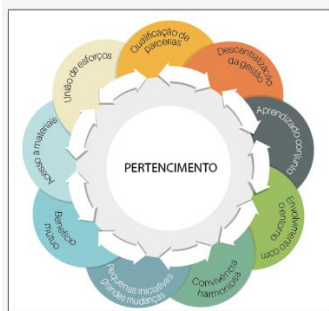 Qualificação de
parcerias
Descentralização
da gestão
Aprendizado conjunto
Envolvimento com
o entorno
Convivência
harmoniosa
Pequenas Iniciativas
grandes mudanças
Benefício
mútuo
Acesso a materiais
União de esforços
PERTENCIMENTO